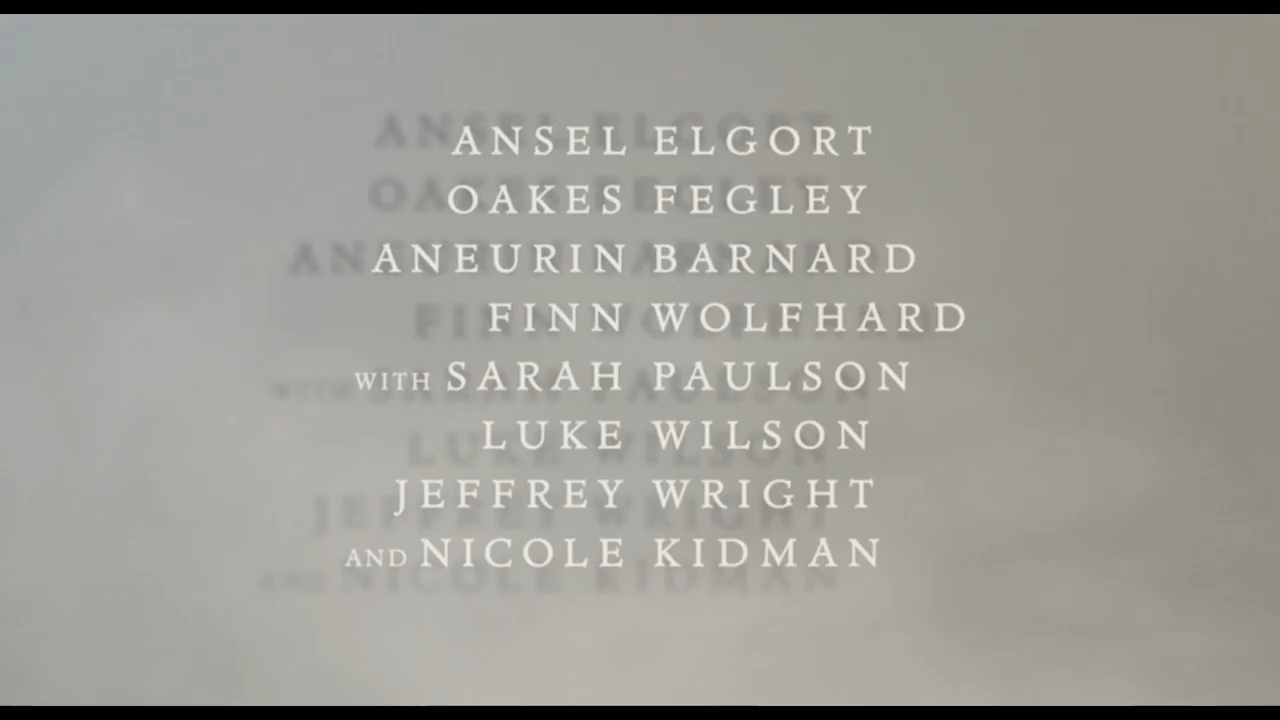 ANSEL ELGORT
OAKES FEGLEY
ANEURIN BARNARD
FINN WOLFHARD
WITH SARAH PAULSON
LUKE WILSON
JEFFREY WRIGHT
AND NICOLE KIDMAN